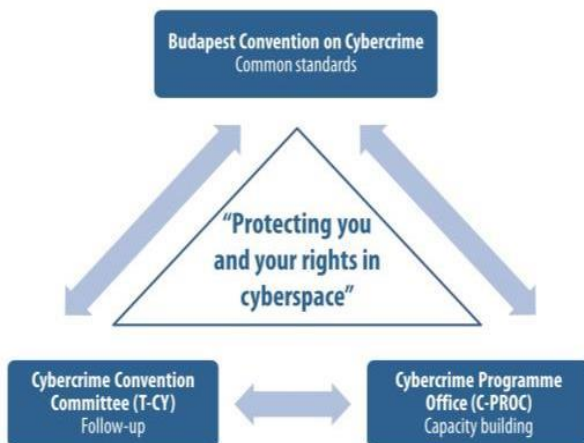 Budapest Convention on Cybercrime
Common standards
“Protecting you
and your rights in
cyberspace”
Cybercrime Convention
Committee (T-CY)
Follow-up
Cybercrime Programme
Office (C-PROC)
Capacity building